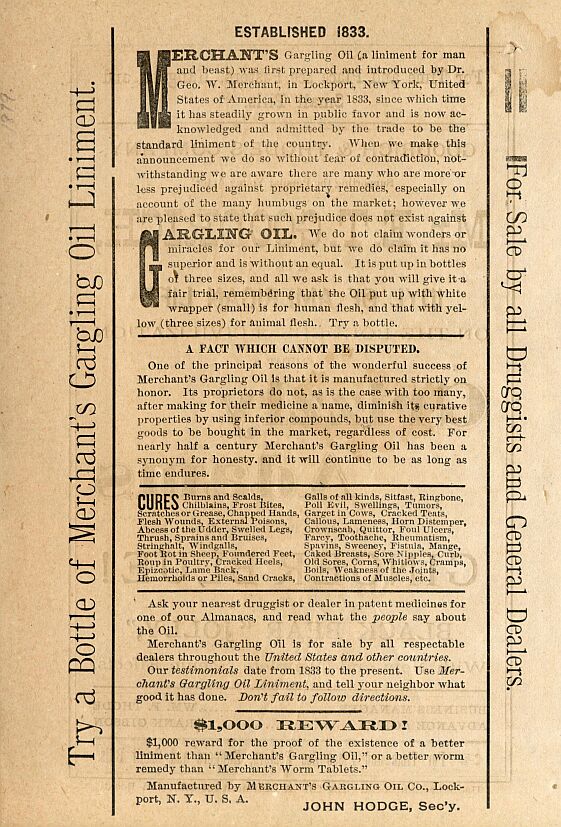 ESTABLISHED 1833.
MERCHANT'S Gargling Oil (a liniment for man
and beast) was first prepared and introduced by Dr.
Geo. W. Merchant, in Lockport, New York, United
States of America, in the year 1833, since which time
it has steadily grown in public favor and is now ac-
knowledged and admitted by the trade to be the
standard liniment of the country. When we make this
announcement we do so without fear of contradiction, not-
withstanding we are aware there are many who are more or
less prejudiced against proprietary remedies, especially on
account of the many humbugs on the market; however we
are pleased to state that such prejudice does not exist against
GARGLING OIL. We do not claim wonders or
miracles for our Liniment, but we do claim it has no
superior and is without an equal. It is put up in bottles
of three sizes, and all we ask is that you will give it a
fair trial, remembering that the Oil put up with white
wrapper (small) is for human flesh, and that with yel-
low (three sizes) for animal flesh. Try a bottle.
A FACT WHICH CANNOT BE DISPUTED.
One of the principal reasons of the wonderful success of
Merchant's Gargling Oil is that it is manufactured strictly on
honor. Its proprietors do not, as is the case with too many,
after making for their medicine a name, diminish its curative
properties by using inferior compounds, but use the very best
goods to be bought in the market, regardless of cost. For
nearly half a century Merchant's Gargling Oil has been a
synonym for honesty. and it will continue to be as long as
time endures.
CURES Burns and Scalds,
Chilblains, Frost Bites,
Scratches or Grease, Chapped Hands,
Flesh Wounds, External Poisons,
Abcess of the Udder, Swelled Legs,
Thrush, Sprains and Bruises,
Stringhalt, Windgalls,
Foot Rot in Sheep, Foundered Feet,
Roup in Poultry, Cracked Heels,
Epizootic, Lame Back,
Hemorrhoids or Piles, Sand Cracks,
Galls of all kinds, Sitfast, Ringbone,
Poll Evil, Swellings, Tumors,
Garget in Cows, Cracked Teats,
Callous, Lameness, Horn Distemper,
Crownscab, Quittor, Foul Ulcers,
Farcy, Toothache, Rheumatism,
Spavins, Sweeney, Fistula, Mange,
Caked Breasts, Sore Nipples, Curb,
Old Sores, Corns, Whitlows, Cramps,
Boils, Weakness of the Joints,
Contractions of Muscles, etc.
Ask your nearest druggist or dealer in patent medicines for
one of our Almanacs, and read what the people say about
the Oil.
Merchant's Gargling Oil is for sale by all respectable
dealers throughout the United States and other countries.
Our testimonials date from 1833 to the present. Use Mer-
chant's Gargling Oil Liniment, and tell your neighbor what
good it has done. Don't fail to follow directions.
$1,000 REWARD!
$1,000 reward for the proof of the existence of a better
liniment than "Merchant's Gargling Oil," or a better worm
remedy than "Merchant's Worm Tablets."
Manufactured by MERCHANT'S GARGLING OIL CO., Lock-
port, N. Y., U. S. A.
JOHN HODGE, Sec'y.
Try a Bottle of Merchant's Gargling Oil Liniment.
For Sale by all Druggists and General Dealers.